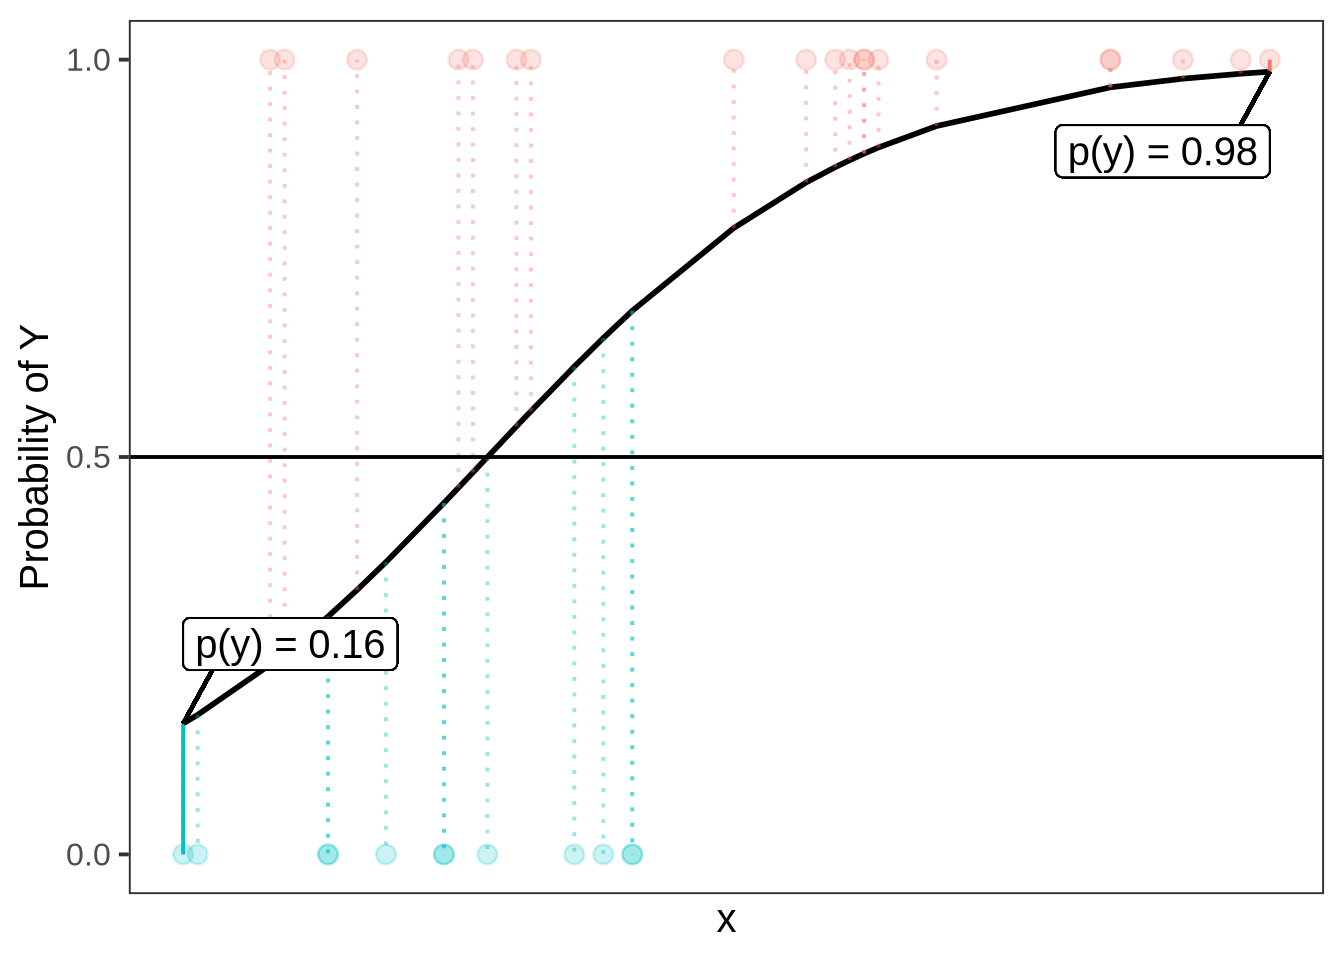 1.0
p(y) = 0.98
Probability of Y
0.5
p(y) = 0.16
0.0
x